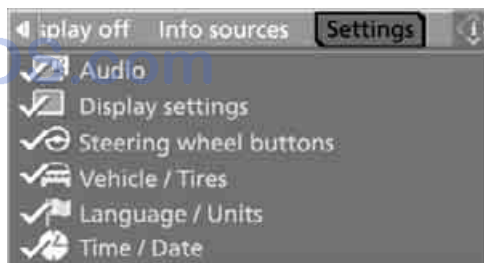 splay off Info sources Settings
Audio
Display settings
Steering wheel buttons
Vehicle / Tires
Language / Units
Time / Date